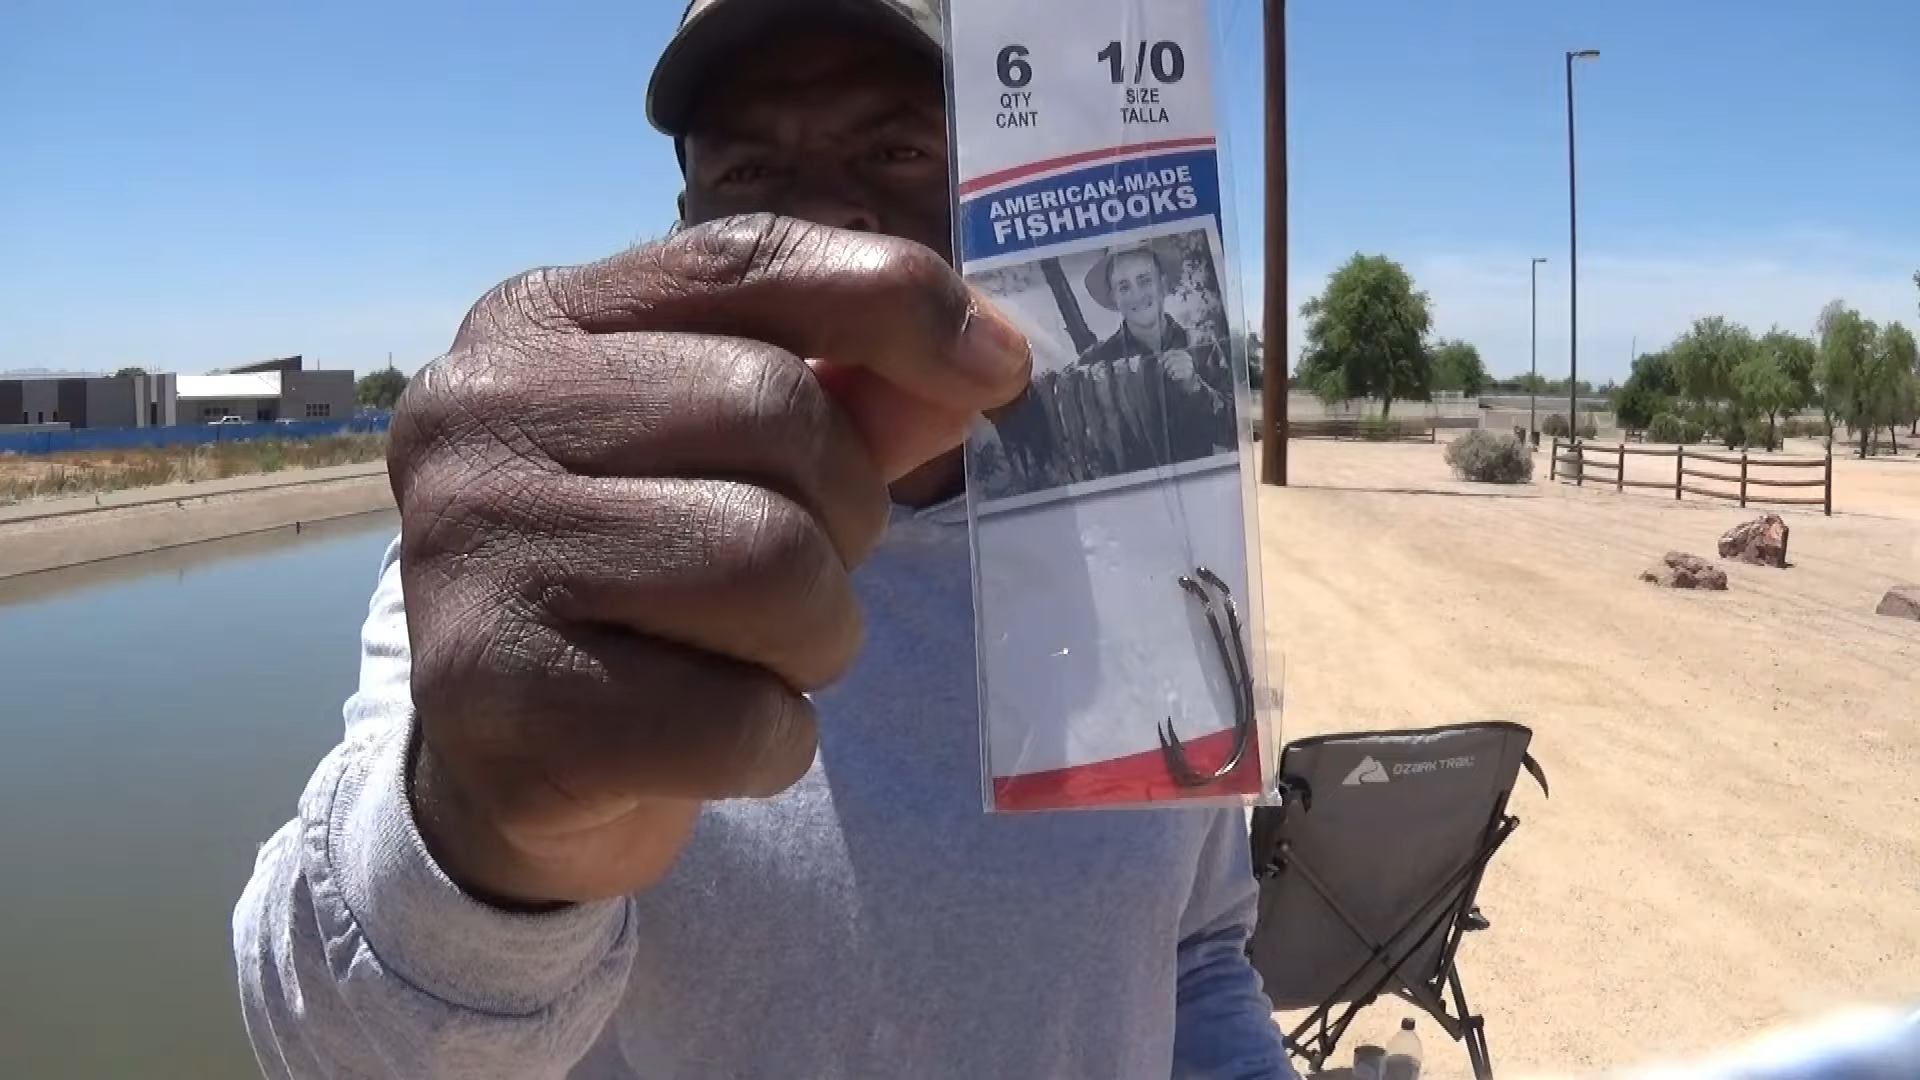 6 1/0
QTY SIZE
CANT TALLA
AMERICAN-MADE
FISHHOOKS
OZARK TRAIL